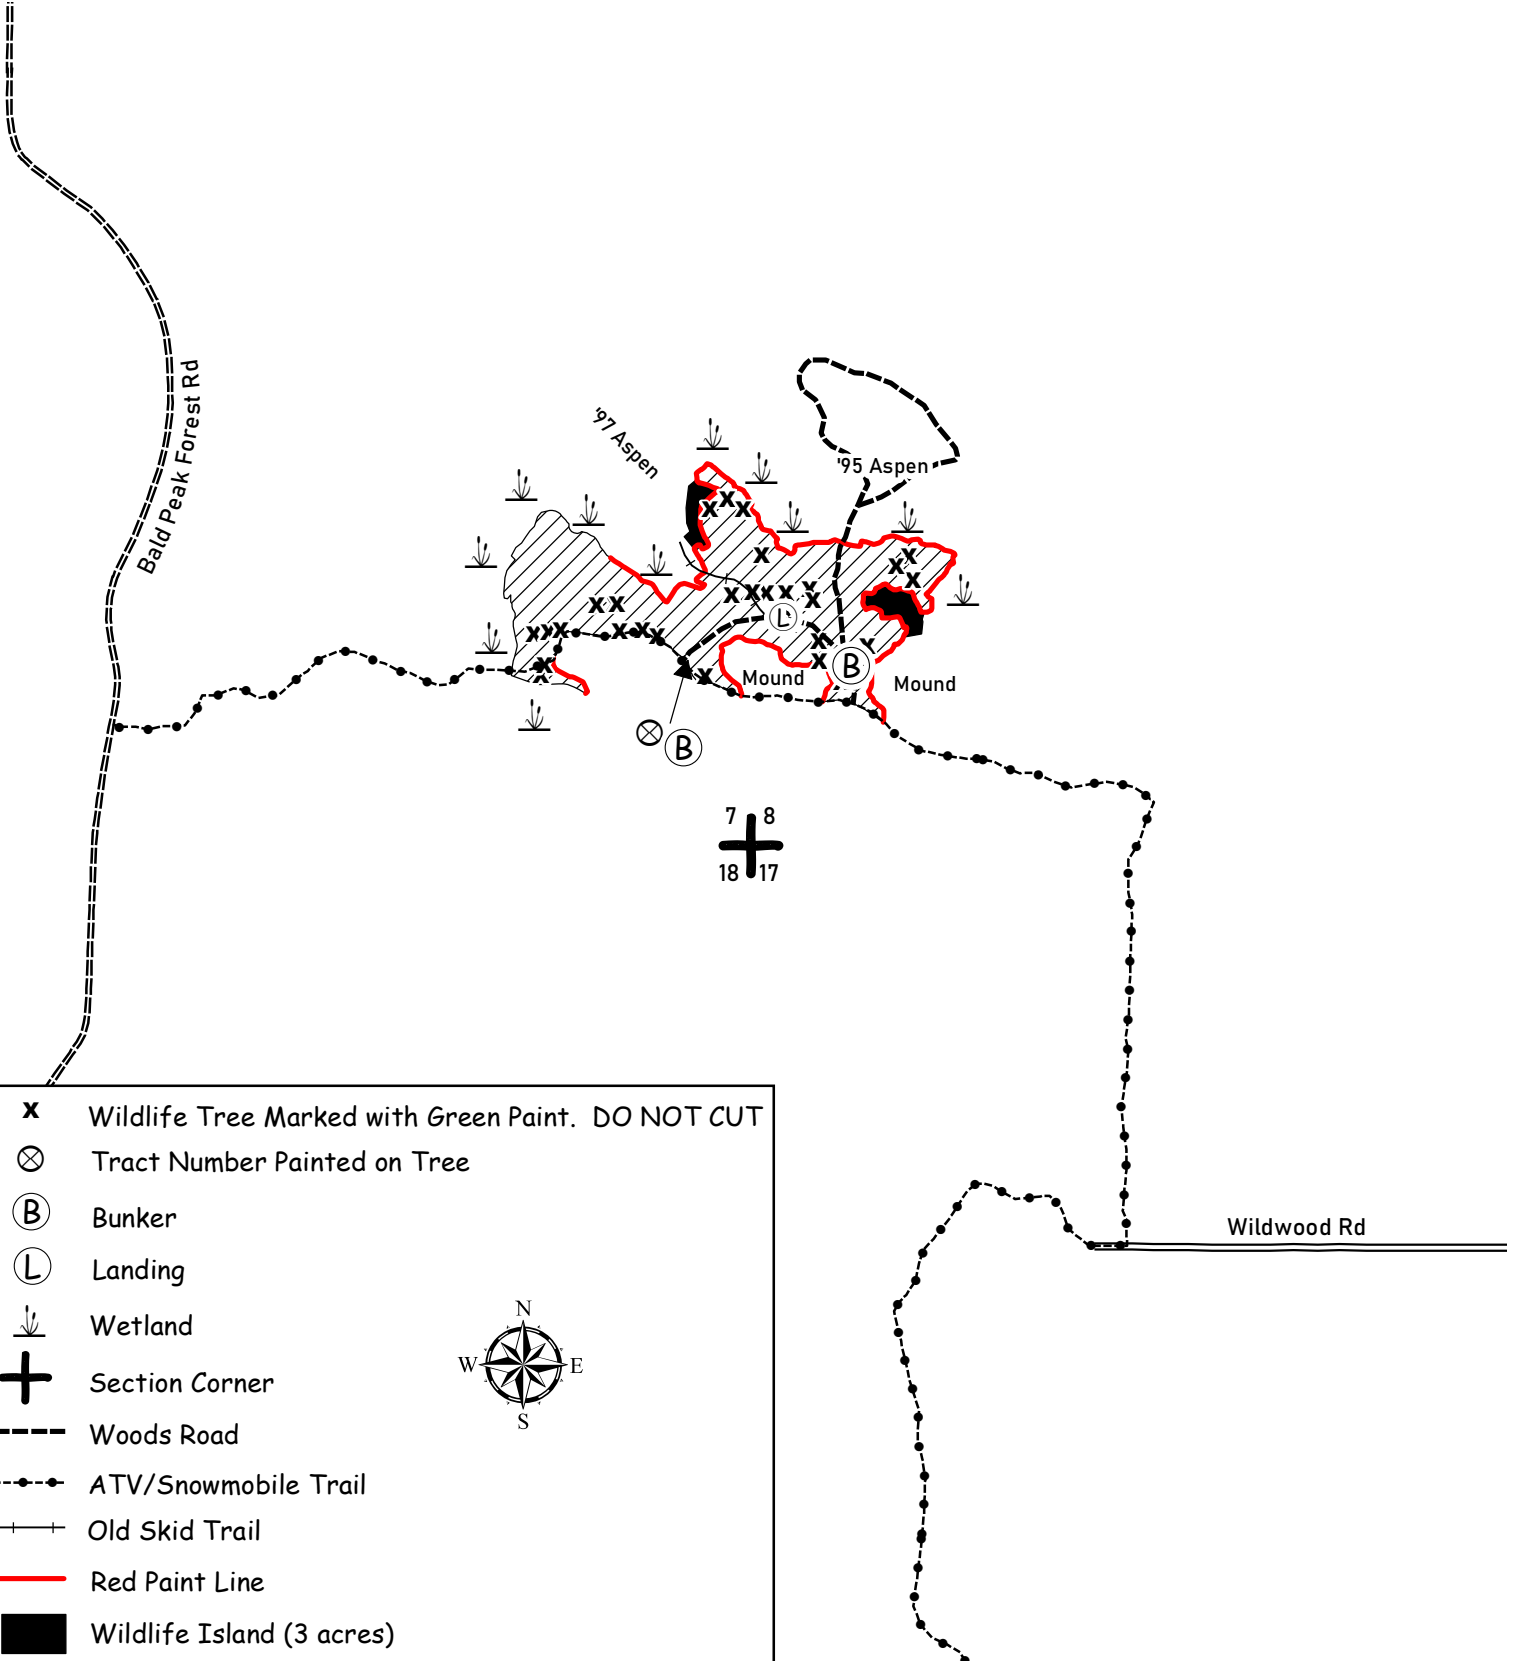 Bald Peak Forest Rd
'97 Aspen
'95 Aspen
L
B
Mound
Mound
B
7 8
18 17
Wildwood Rd
x Wildlife Tree Marked with Green Paint. DO NOT CUT
Tract Number Painted on Tree
B Bunker
L Landing
Wetland
Section Corner
Woods Road
ATV/Snowmobile Trail
Old Skid Trail
Red Paint Line
Wildlife Island (3 acres)
N
W E
S